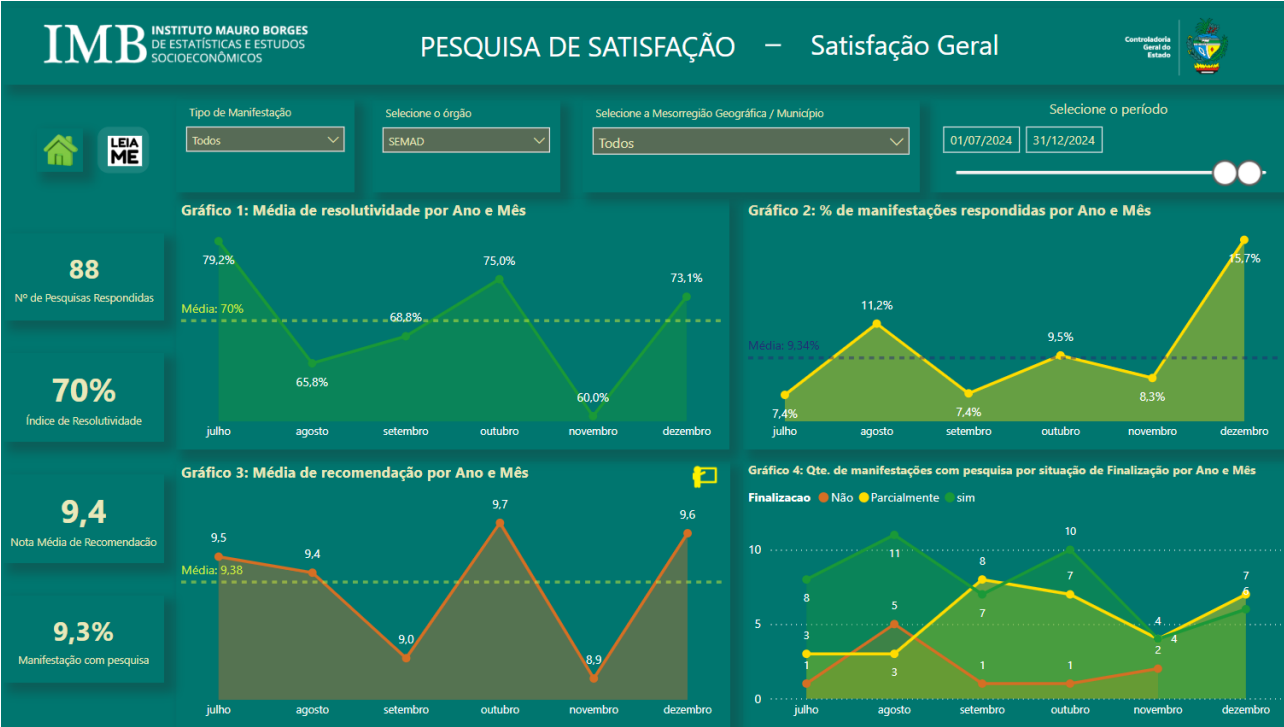 IMB INSTITUTO MAURO BORGES
DE ESTATÍSTICAS E ESTUDOS
SOCIOECONÔMICOS
PESQUISA DE SATISFAÇÃO – Satisfação Geral
Controladoria
Geral do
Estado
LEIA
ME
Tipo de Manifestação
Todos
Selecione o órgão
SEMAD
Selecione a Mesorregião Geográfica / Município
Todos
Selecione o período
01/07/2024 31/12/2024
88
Nº de Pesquisas Respondidas
70%
Índice de Resolutividade
9,4
Nota Média de Recomendacão
9,3%
Manifestação com pesquisa
Gráfico 1: Média de resolutividade por Ano e Mês
79,2%
75,0%
73,1%
Média: 70%
68,8%
65,8%
60,0%
julho agosto setembro outubro novembro dezembro
Gráfico 2: % de manifestações respondidas por Ano e Mês
15,7%
11,2%
9,5%
Média: 9.34%
8,3%
7,4%
7,4%
julho agosto setembro outubro novembro dezembro
Gráfico 3: Média de recomendação por Ano e Mês
9,7
9,6
9,5
9,4
Média: 9,38
9,0
8,9
julho agosto setembro outubro novembro dezembro
Gráfico 4: Qte. de manifestações com pesquisa por situação de Finalização por Ano e Mês
Finalizacao Não Parcialmente sim
10
5
0
8 11 7 10 4 6
3 3 8 7 4 7
1 5 1 1 2
julho agosto setembro outubro novembro dezembro